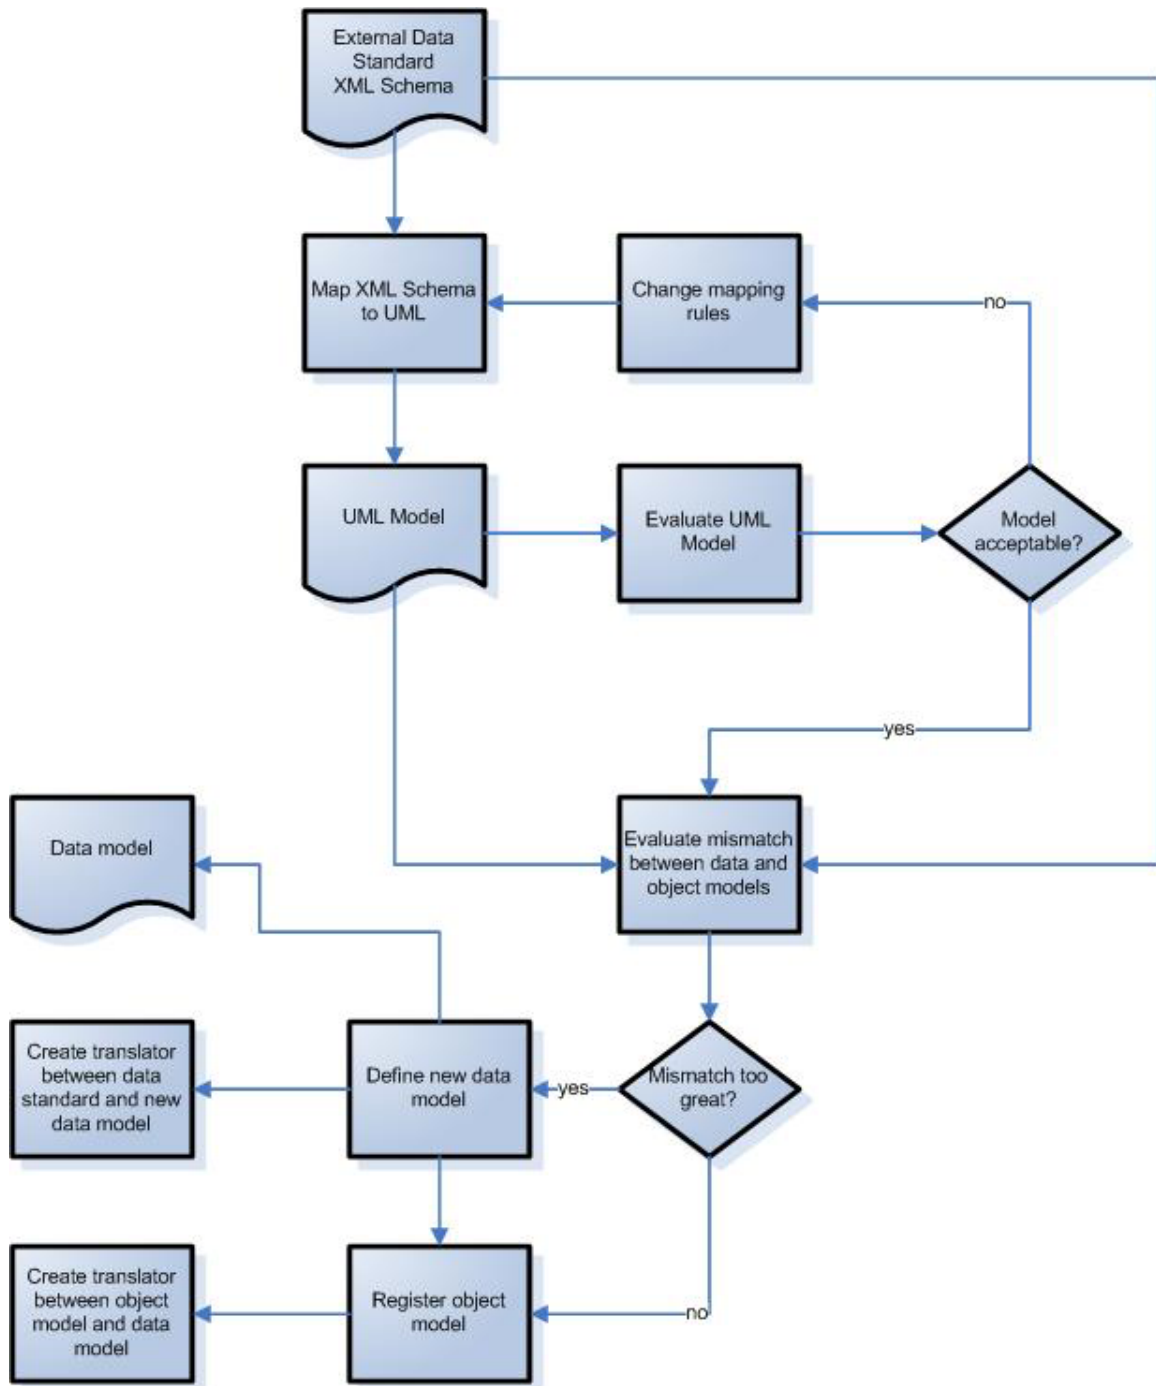 External Data
Standard
XML Schema
Map XML Schema
to UML
Change mapping
rules
no
UML Model
Evaluate UML
Model
Model
acceptable?
yes
Data model
Evaluate mismatch
between data and
object models
Create translator
between data
standard and new
data model
Define new data
model
yes
Mismatch too
great?
Create translator
between object
model and data
model
Register object
model
no